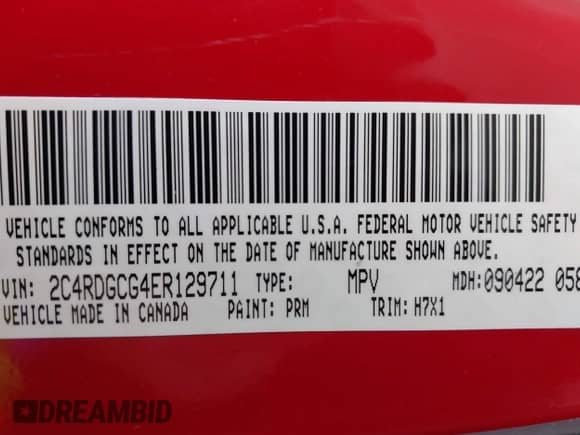 VEHICLE CONFORMS TO ALL APPLICABLE U.S.A. FEDERAL MOTOR VEHICLE SAFETY
STANDARDS IN EFFECT ON THE DATE OF MANUFACTURE SHOWN ABOVE.
VIN: 2C4RDGCG4ER129711 TYPE: MPV MDH:090422 058
VEHICLE MADE IN CANADA PAINT: PRM TRIM: H7X1
DREAMBID